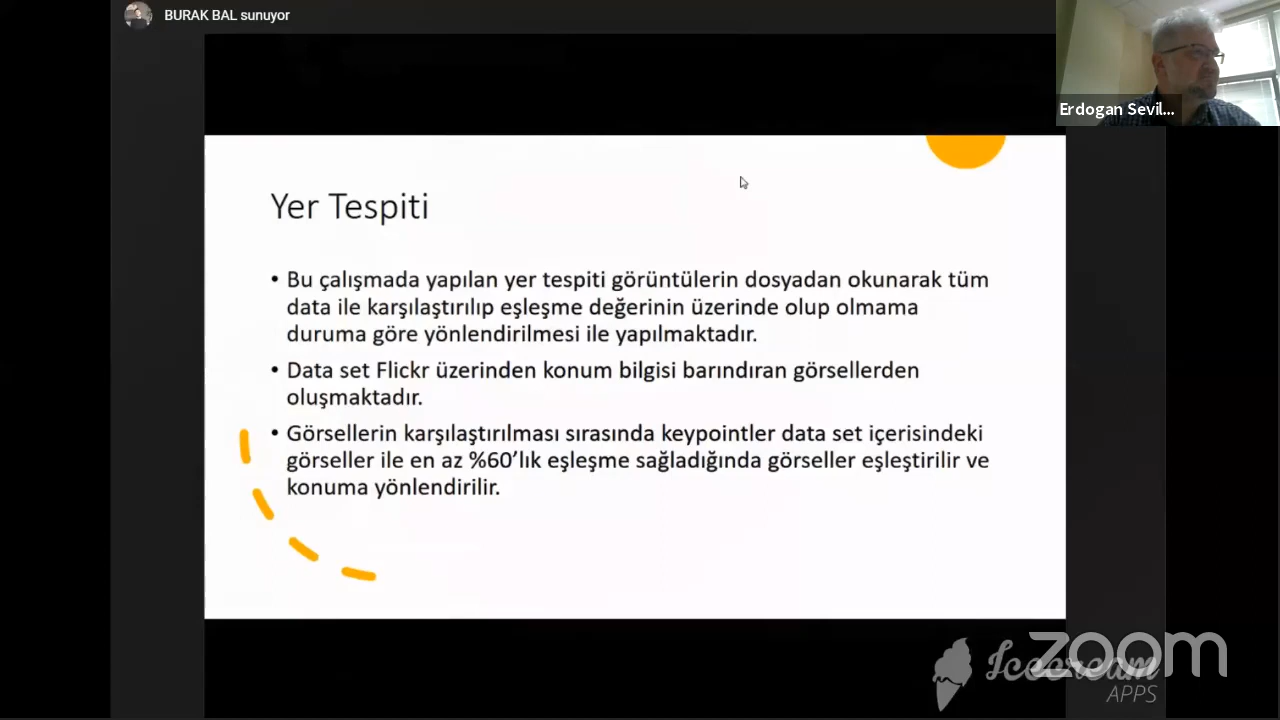 BURAK BAL sunuyor
Erdogan Sevil...
Yer Tespiti
• Bu çalışmada yapılan yer tespiti görüntülerin dosyadan okunarak tüm
data ile karşılaştırılıp eşleşme değerinin üzerinde olup olmama
duruma göre yönlendirilmesi ile yapılmaktadır.
• Data set Flickr üzerinden konum bilgisi barındıran görsellerden
oluşmaktadır.
• Görsellerin karşılaştırılması sırasında keypointler data set içerisindeki
görseller ile en az %60’lık eşleşme sağladığında görseller eşleştirilir ve
konuma yönlendirilir.
zoom
Icecream
APPS